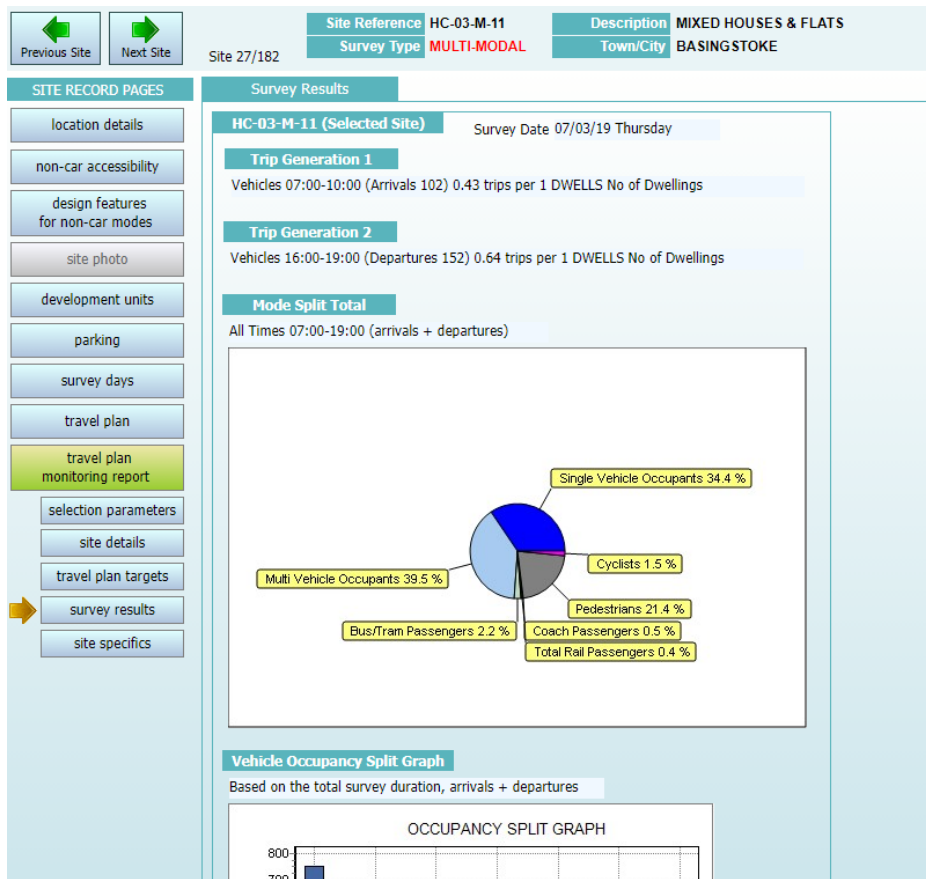 Previous Site
Next Site
Site 27/182
Site Reference HC-03-M-11
Description MIXED HOUSES & FLATS
Survey Type MULTI-MODAL
Town/City BASINGSTOKE
SITE RECORD PAGES
location details
non-car accessibility
design features
for non-car modes
site photo
development units
parking
survey days
travel plan
travel plan
monitoring report
selection parameters
site details
travel plan targets
survey results
site specifics
Survey Results
HC-03-M-11 (Selected Site)
Survey Date 07/03/19 Thursday
Trip Generation 1
Vehicles 07:00-10:00 (Arrivals 102) 0.43 trips per 1 DWELLS No of Dwellings
Trip Generation 2
Vehicles 16:00-19:00 (Departures 152) 0.64 trips per 1 DWELLS No of Dwellings
Mode Split Total
All Times 07:00-19:00 (arrivals + departures)
Single Vehicle Occupants 34.4 %
Cyclists 1.5 %
Multi Vehicle Occupants 39.5 %
Pedestrians 21.4 %
Bus/Tram Passengers 2.2 %
Coach Passengers 0.5 %
Total Rail Passengers 0.4 %
Vehicle Occupancy Split Graph
Based on the total survey duration, arrivals + departures
OCCUPANCY SPLIT GRAPH
800
700